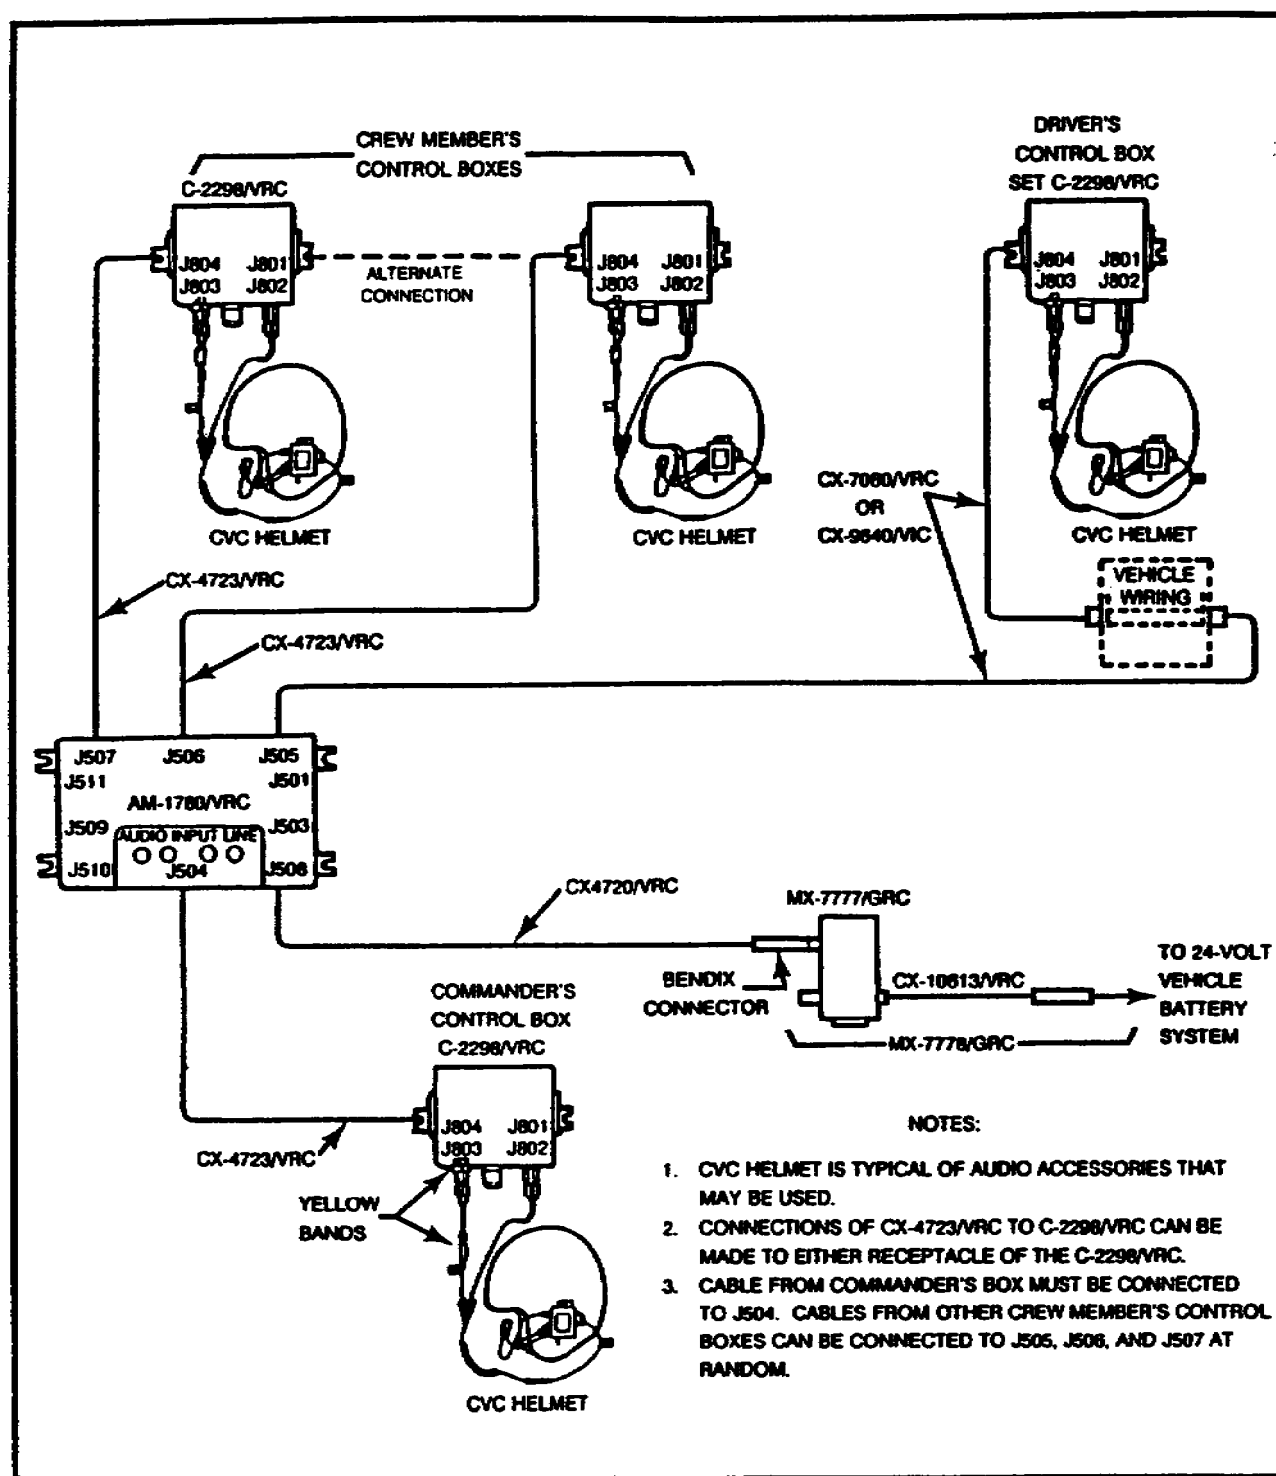 CREW MEMBER'S
CONTROL BOXES
C-2298/VRC
J804 J801
J803 J802
ALTERNATE
CONNECTION
J804 J801
J803 J802
DRIVER'S
CONTROL BOX
SET C-2298/VRC
J804 J801
J803 J802
CVC HELMET
CVC HELMET
CVC HELMET
CX-7060/VRC
OR
CX-9640/VIC
VEHICLE
WIRING
CX-4723/VRC
CX-4723/VRC
J507 J506 J505
J511 J501
AM-1780/VRC
J509 J503
AUDIO INPUT LINE
J510 J504 J508
CX4720/VRC
MX-7777/GRC
BENDIX
CONNECTOR
CX-10613/VRC
TO 24-VOLT
VEHICLE
BATTERY
SYSTEM
MX-7778/GRC
COMMANDER'S
CONTROL BOX
C-2298/VRC
J804 J801
J803 J802
CX-4723/VRC
YELLOW
BANDS
CVC HELMET
NOTES:
1. CVC HELMET IS TYPICAL OF AUDIO ACCESSORIES THAT
MAY BE USED.
2. CONNECTIONS OF CX-4723/VRC TO C-2298/VRC CAN BE
MADE TO EITHER RECEPTACLE OF THE C-2298/VRC.
3. CABLE FROM COMMANDER'S BOX MUST BE CONNECTED
TO J504. CABLES FROM OTHER CREW MEMBER'S CONTROL
BOXES CAN BE CONNECTED TO J505, J506, AND J507 AT
RANDOM.